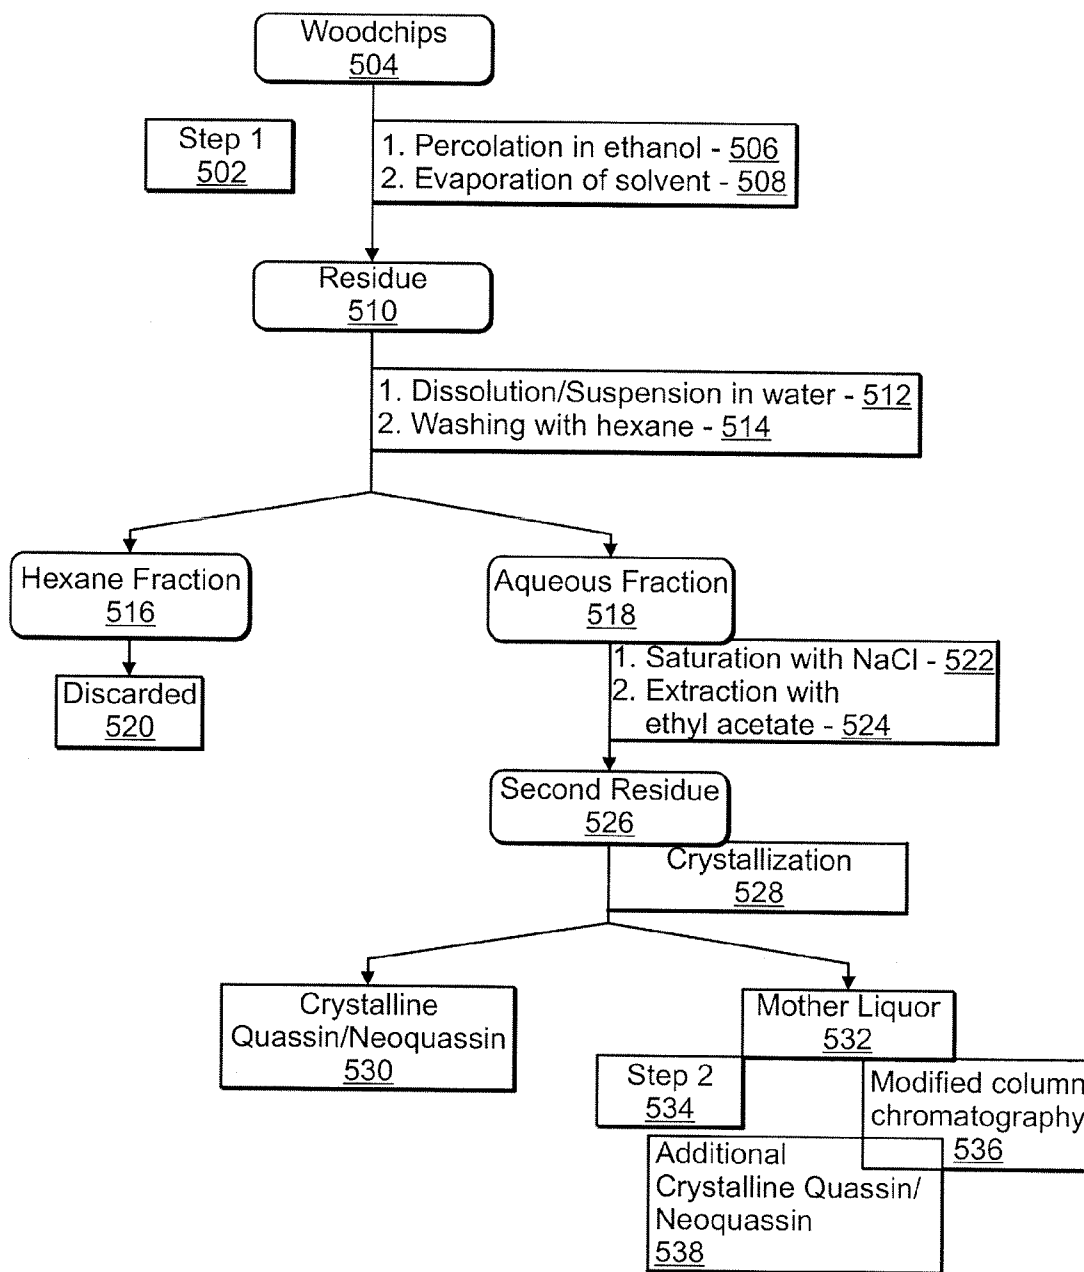 Woodchips
504
Step 1
502
1. Percolation in ethanol - 506
2. Evaporation of solvent - 508
Residue
510
1. Dissolution/Suspension in water - 512
2. Washing with hexane - 514
Hexane Fraction
516
Aqueous Fraction
518
Discarded
520
1. Saturation with NaCl - 522
2. Extraction with
ethyl acetate - 524
Second Residue
526
Crystallization
528
Crystalline
Quassin/Neoquassin
530
Mother Liquor
532
Step 2
534
Modified column
chromatography
536
Additional
Crystalline Quassin/
Neoquassin
538